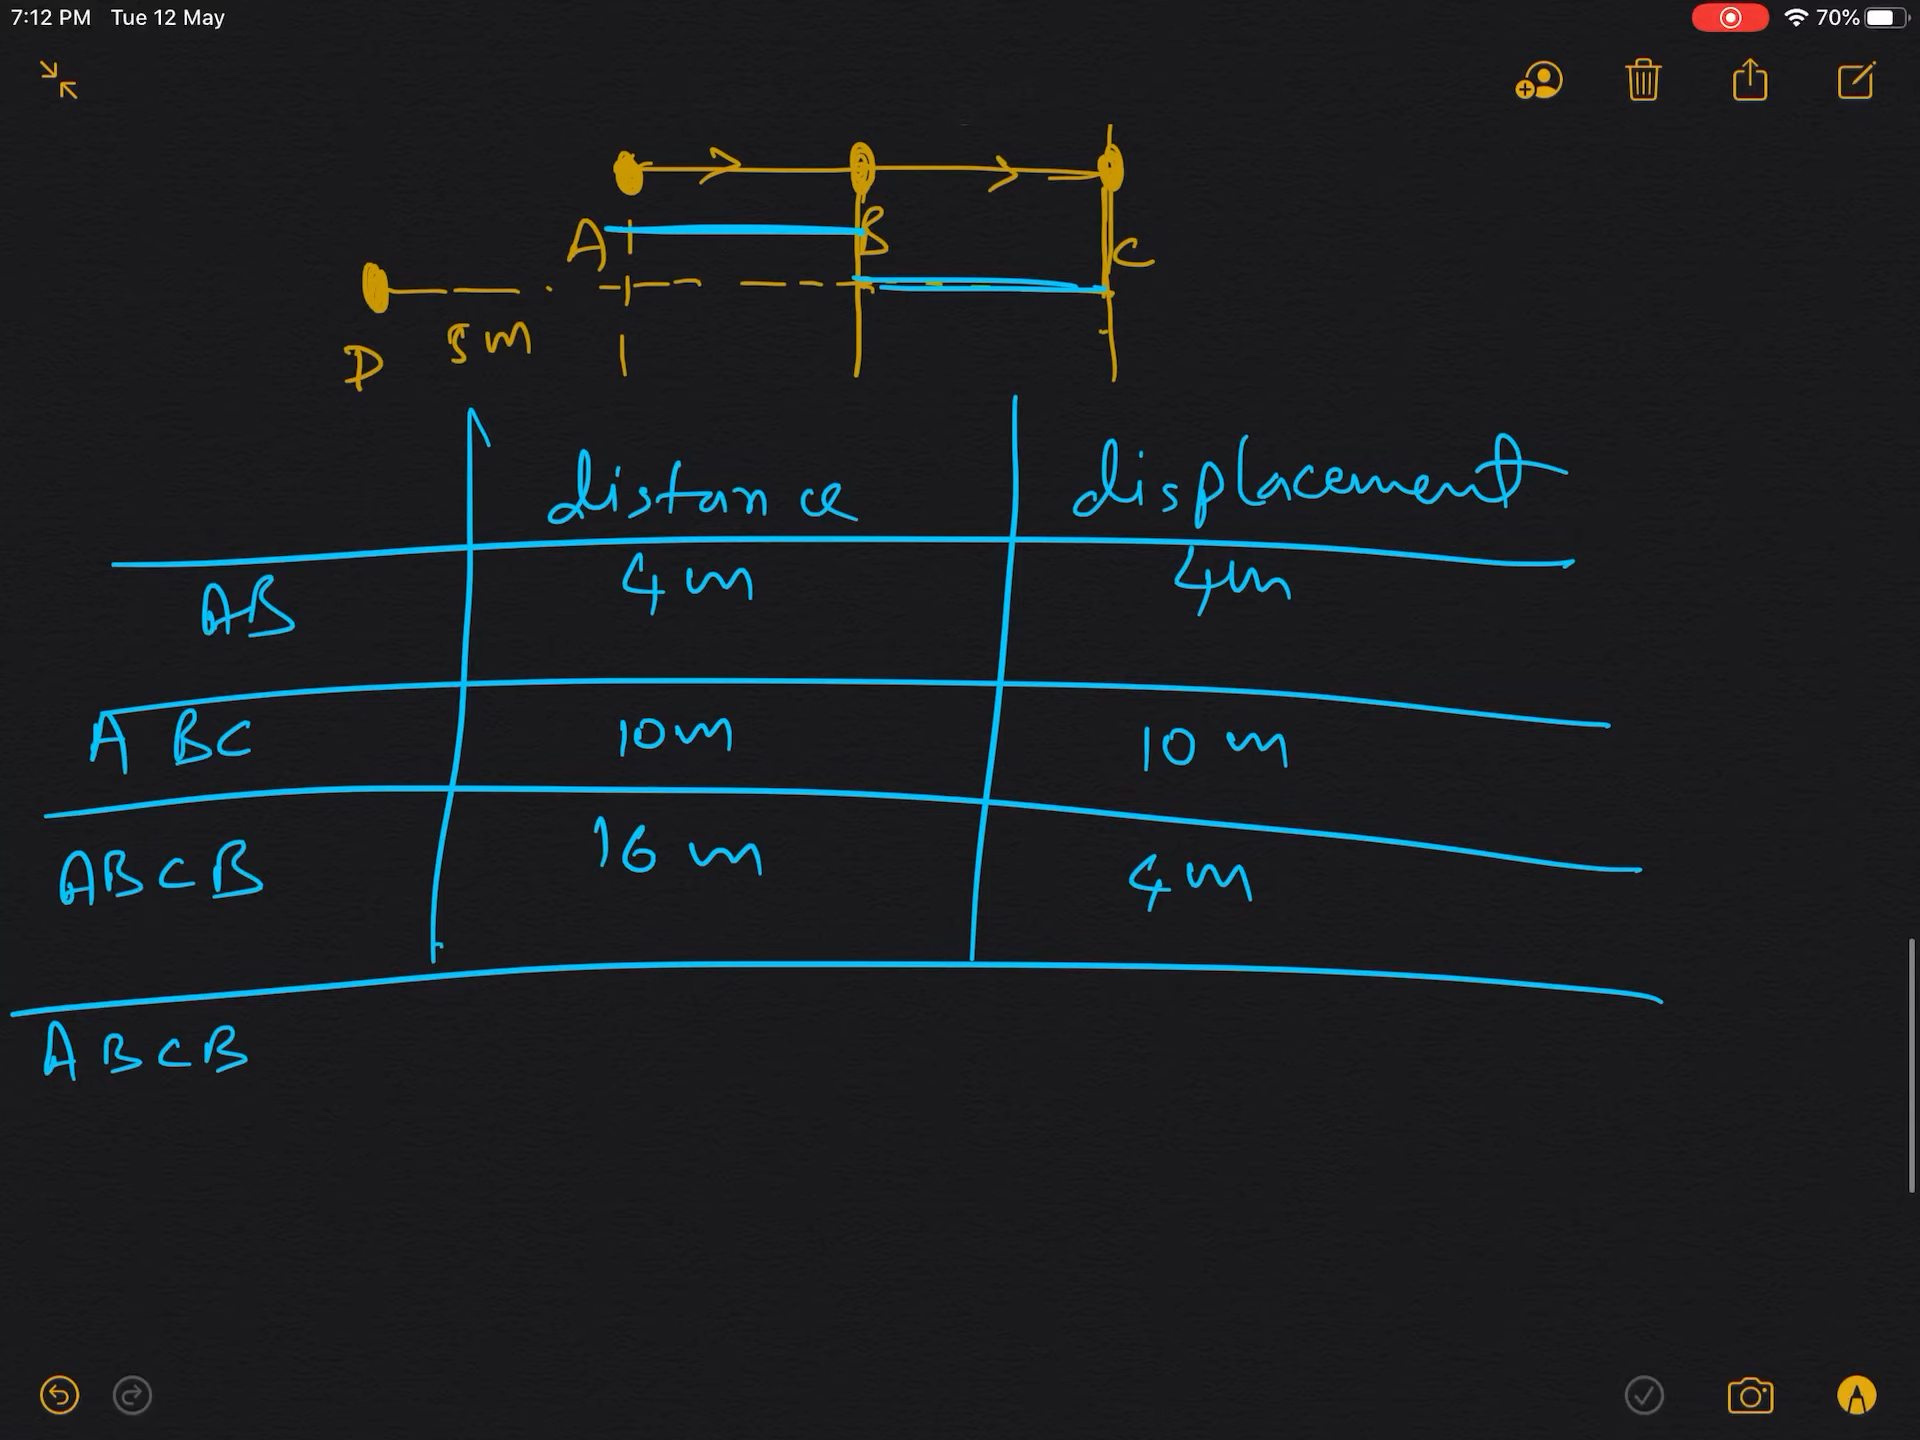 7:12 PM Tue 12 May 70%
A B C
D 5m
distance displacement
AB 4m 4m
ABC 10m 10m
ABCB 16m 4m
ABCB